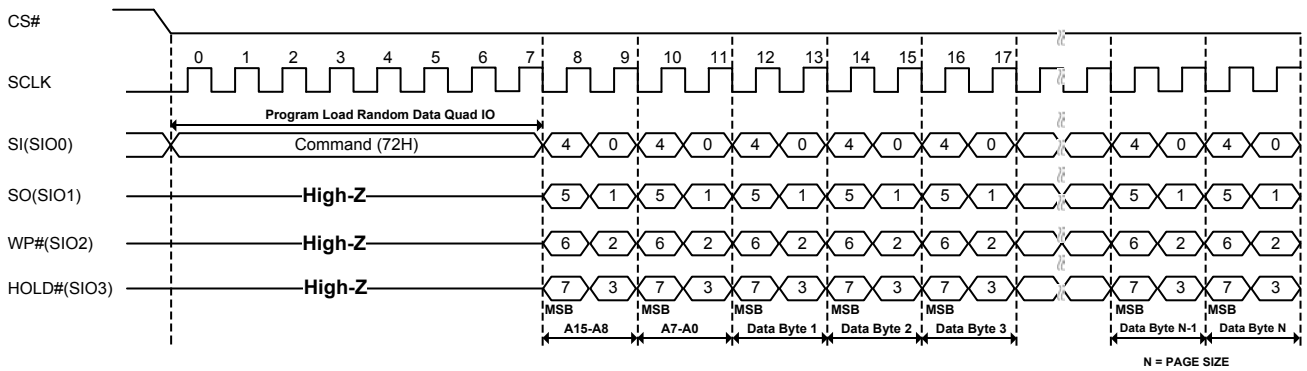 CS#
0 1 2 3 4 5 6 7 8 9 10 11 12 13 14 15 16 17
SCLK
Program Load Random Data Quad IO
SI(SIO0) Command (72H) 4 0 4 0 4 0 4 0 4 0 4 0 4 0
SO(SIO1) High-Z 5 1 5 1 5 1 5 1 5 1 5 1 5 1
WP#(SIO2) High-Z 6 2 6 2 6 2 6 2 6 2 6 2 6 2
HOLD#(SIO3) High-Z 7 3 7 3 7 3 7 3 7 3 7 3 7 3
MSB MSB MSB MSB MSB MSB MSB
A15-A8 A7-A0 Data Byte 1 Data Byte 2 Data Byte 3 Data Byte N-1 Data Byte N
N = PAGE SIZE